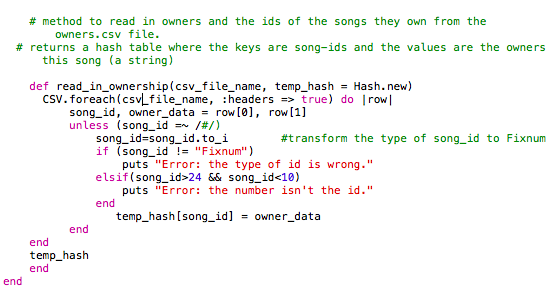 # method to read in owners and the ids of the songs they own from the
owners.csv file.
# returns a hash table where the keys are song-ids and the values are the owners
this song (a string)
def read_in_ownership(csv_file_name, temp_hash = Hash.new)
CSV.foreach(csv_file_name, :headers => true) do |row|
song_id, owner_data = row[0], row[1]
unless (song_id =~ /#/)
song_id=song_id.to_i #transform the type of song_id to Fixnum
if (song_id != "Fixnum")
puts "Error: the type of id is wrong."
elsif(song_id>24 && song_id<10)
puts "Error: the number isn't the id."
end
temp_hash[song_id] = owner_data
end
end
temp_hash
end
end